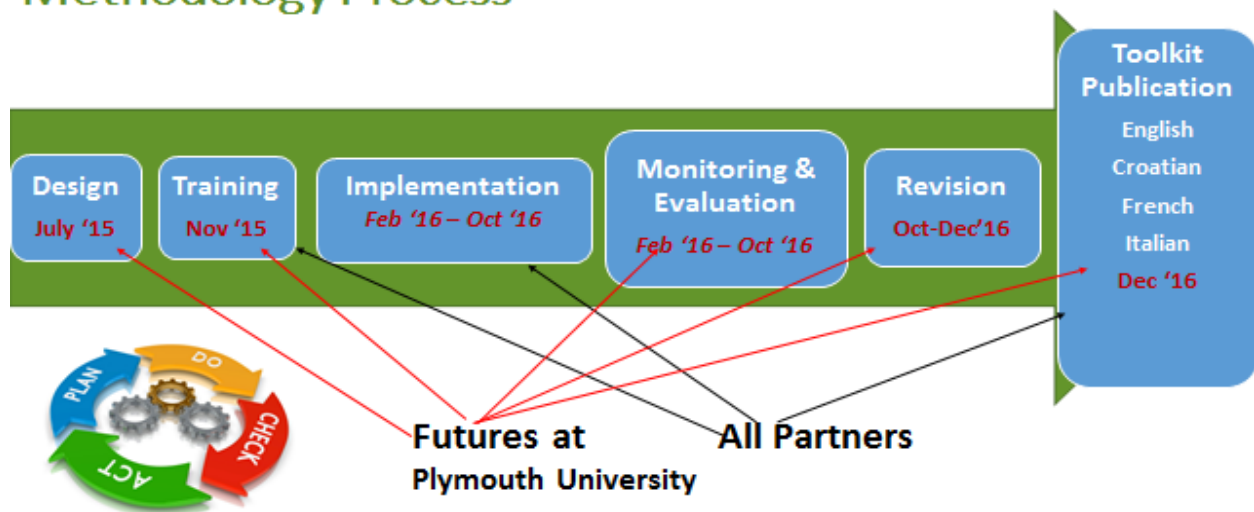 Methodology Process
Design
July ‘15
Training
Nov ‘15
Implementation
Feb ‘16 – Oct ‘16
Monitoring &
Evaluation
Feb ‘16 – Oct ‘16
Revision
Oct-Dec’16
Toolkit
Publication
English
Croatian
French
Italian
Dec ‘16
PLAN
DO
CHECK
ACT
Futures at
Plymouth University
All Partners